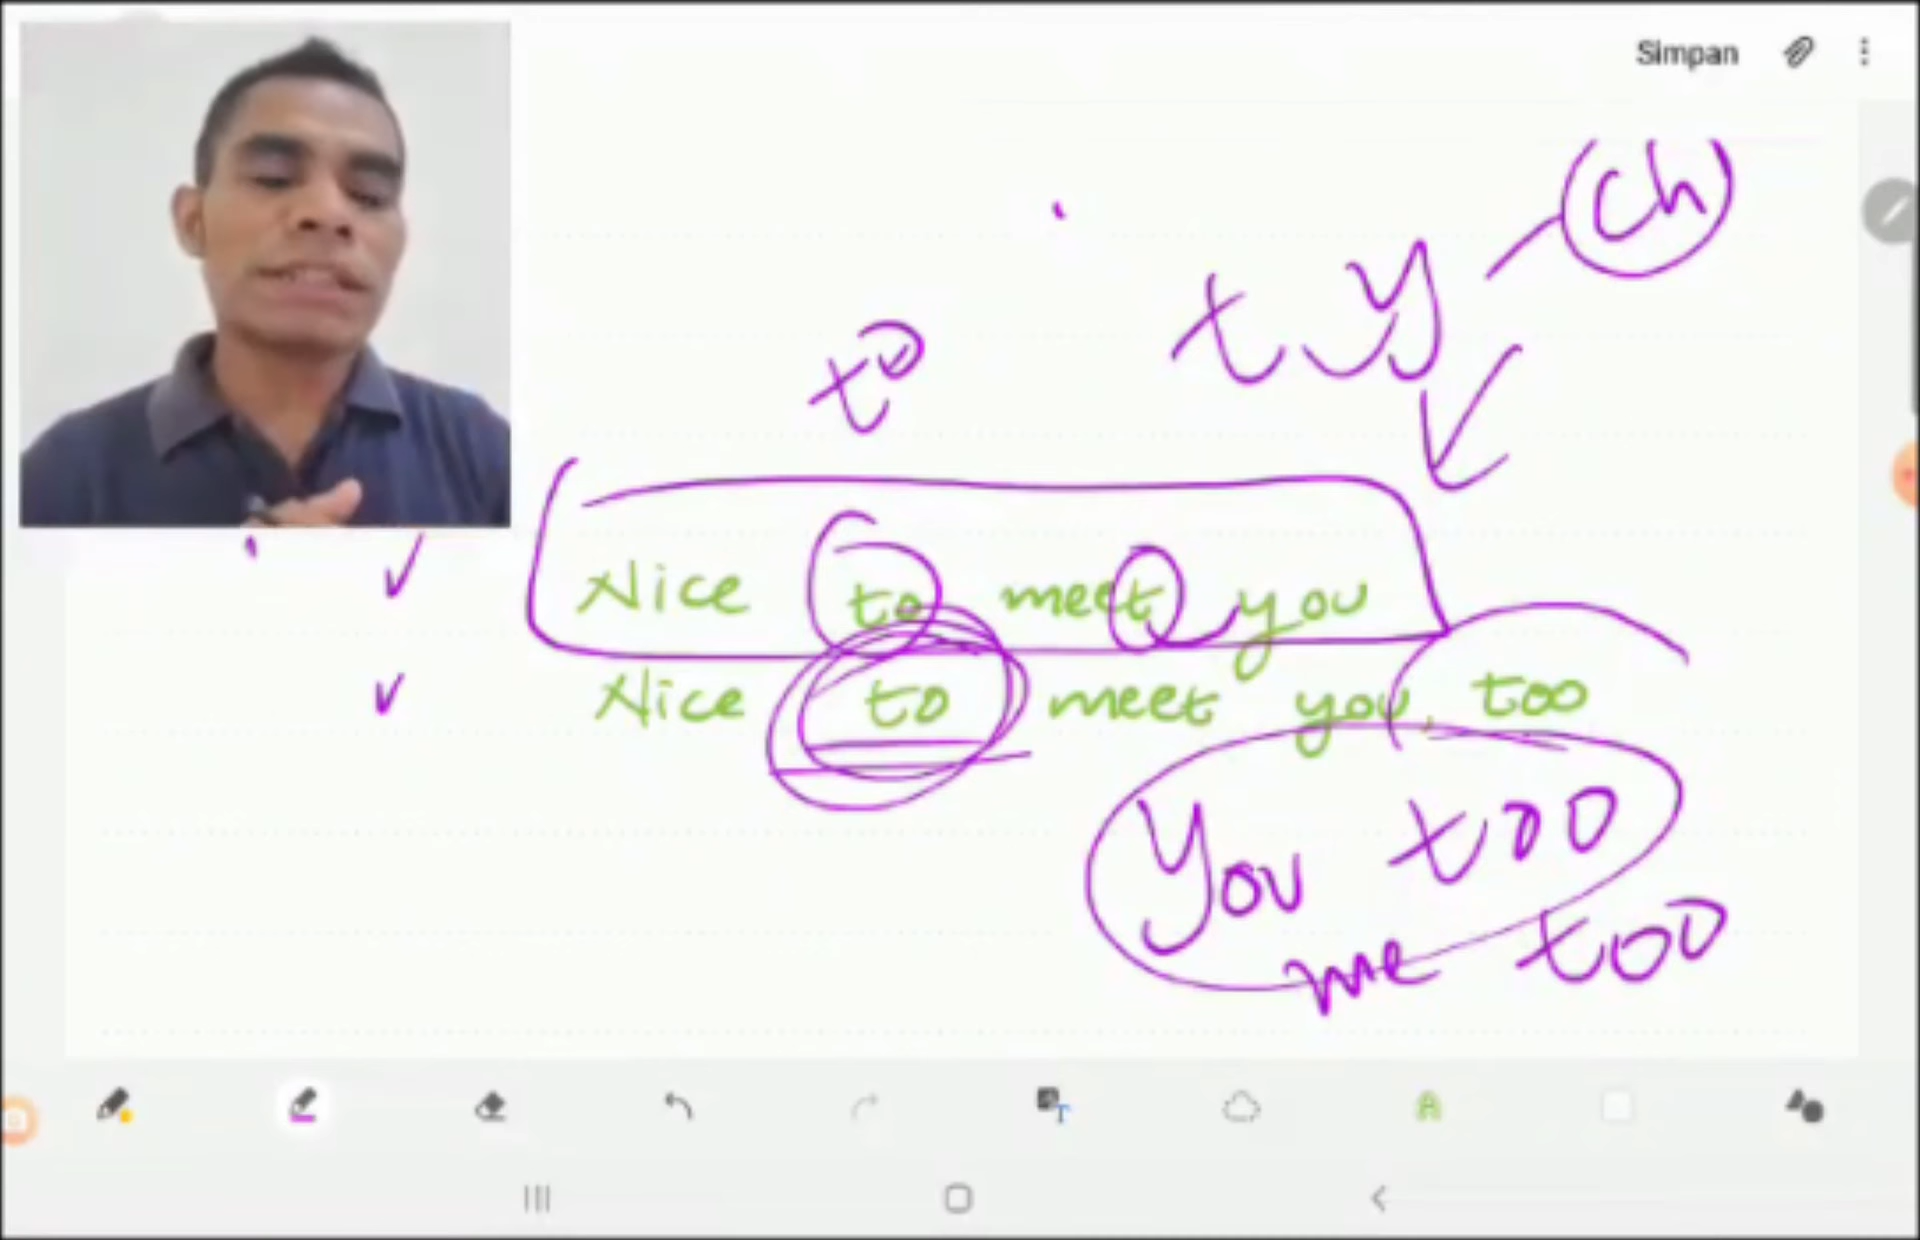 Simpan
(ch)
t y
to
Nice to meet you
Nice to meet you, too
You too
me too